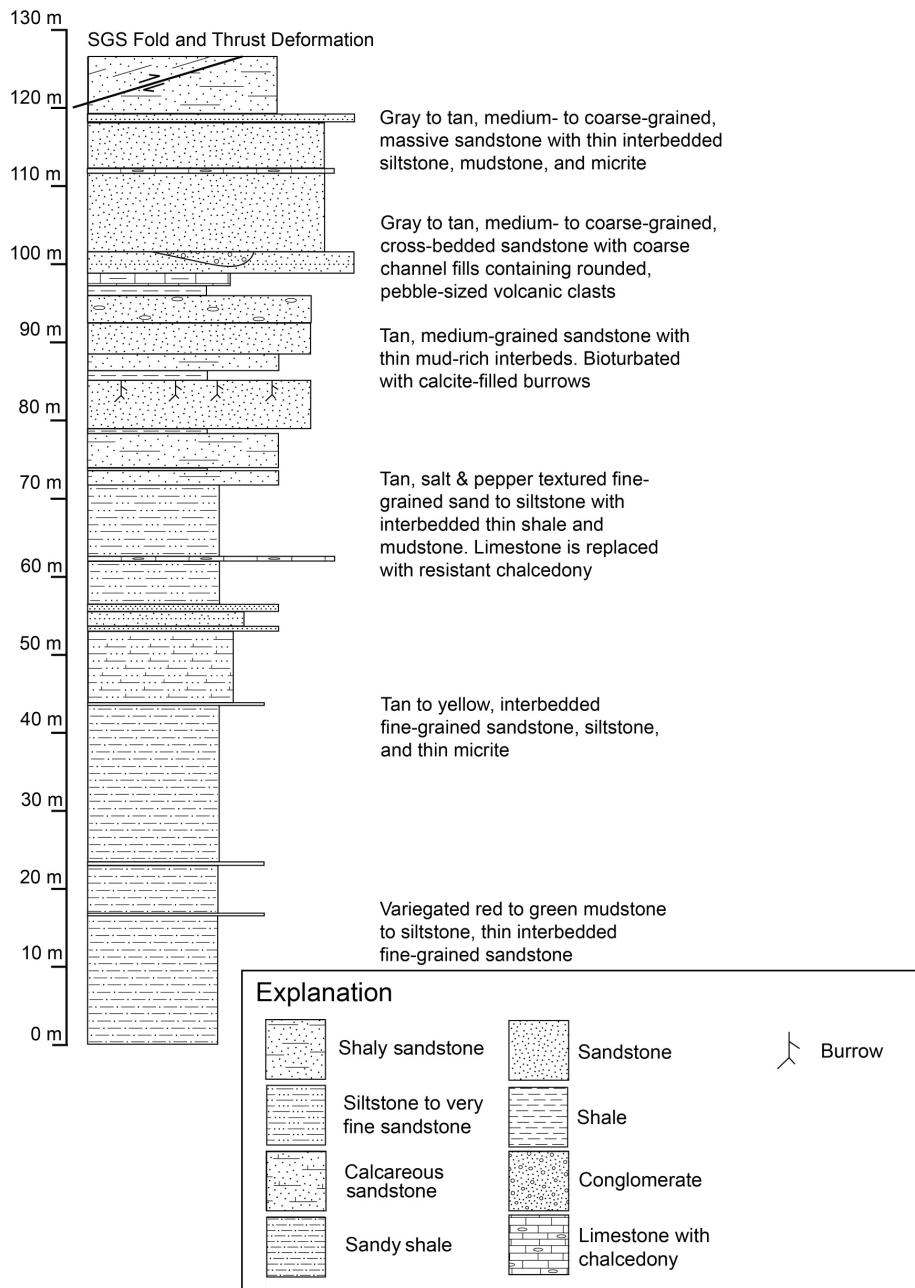 130 m
SGS Fold and Thrust Deformation
120 m
Gray to tan, medium- to coarse-grained,
massive sandstone with thin interbedded
siltstone, mudstone, and micrite
110 m
Gray to tan, medium- to coarse-grained,
cross-bedded sandstone with coarse
channel fills containing rounded,
pebble-sized volcanic clasts
100 m
90 m
Tan, medium-grained sandstone with
thin mud-rich interbeds. Bioturbated
with calcite-filled burrows
80 m
70 m
Tan, salt & pepper textured fine-
grained sand to siltstone with
interbedded thin shale and
mudstone. Limestone is replaced
with resistant chalcedony
60 m
50 m
40 m
Tan to yellow, interbedded
fine-grained sandstone, siltstone,
and thin micrite
30 m
20 m
Variegated red to green mudstone
to siltstone, thin interbedded
fine-grained sandstone
10 m
0 m
Explanation
Shaly sandstone
Siltstone to very
fine sandstone
Calcareous
sandstone
Sandy shale
Sandstone
Shale
Conglomerate
Limestone with
chalcedony
Burrow